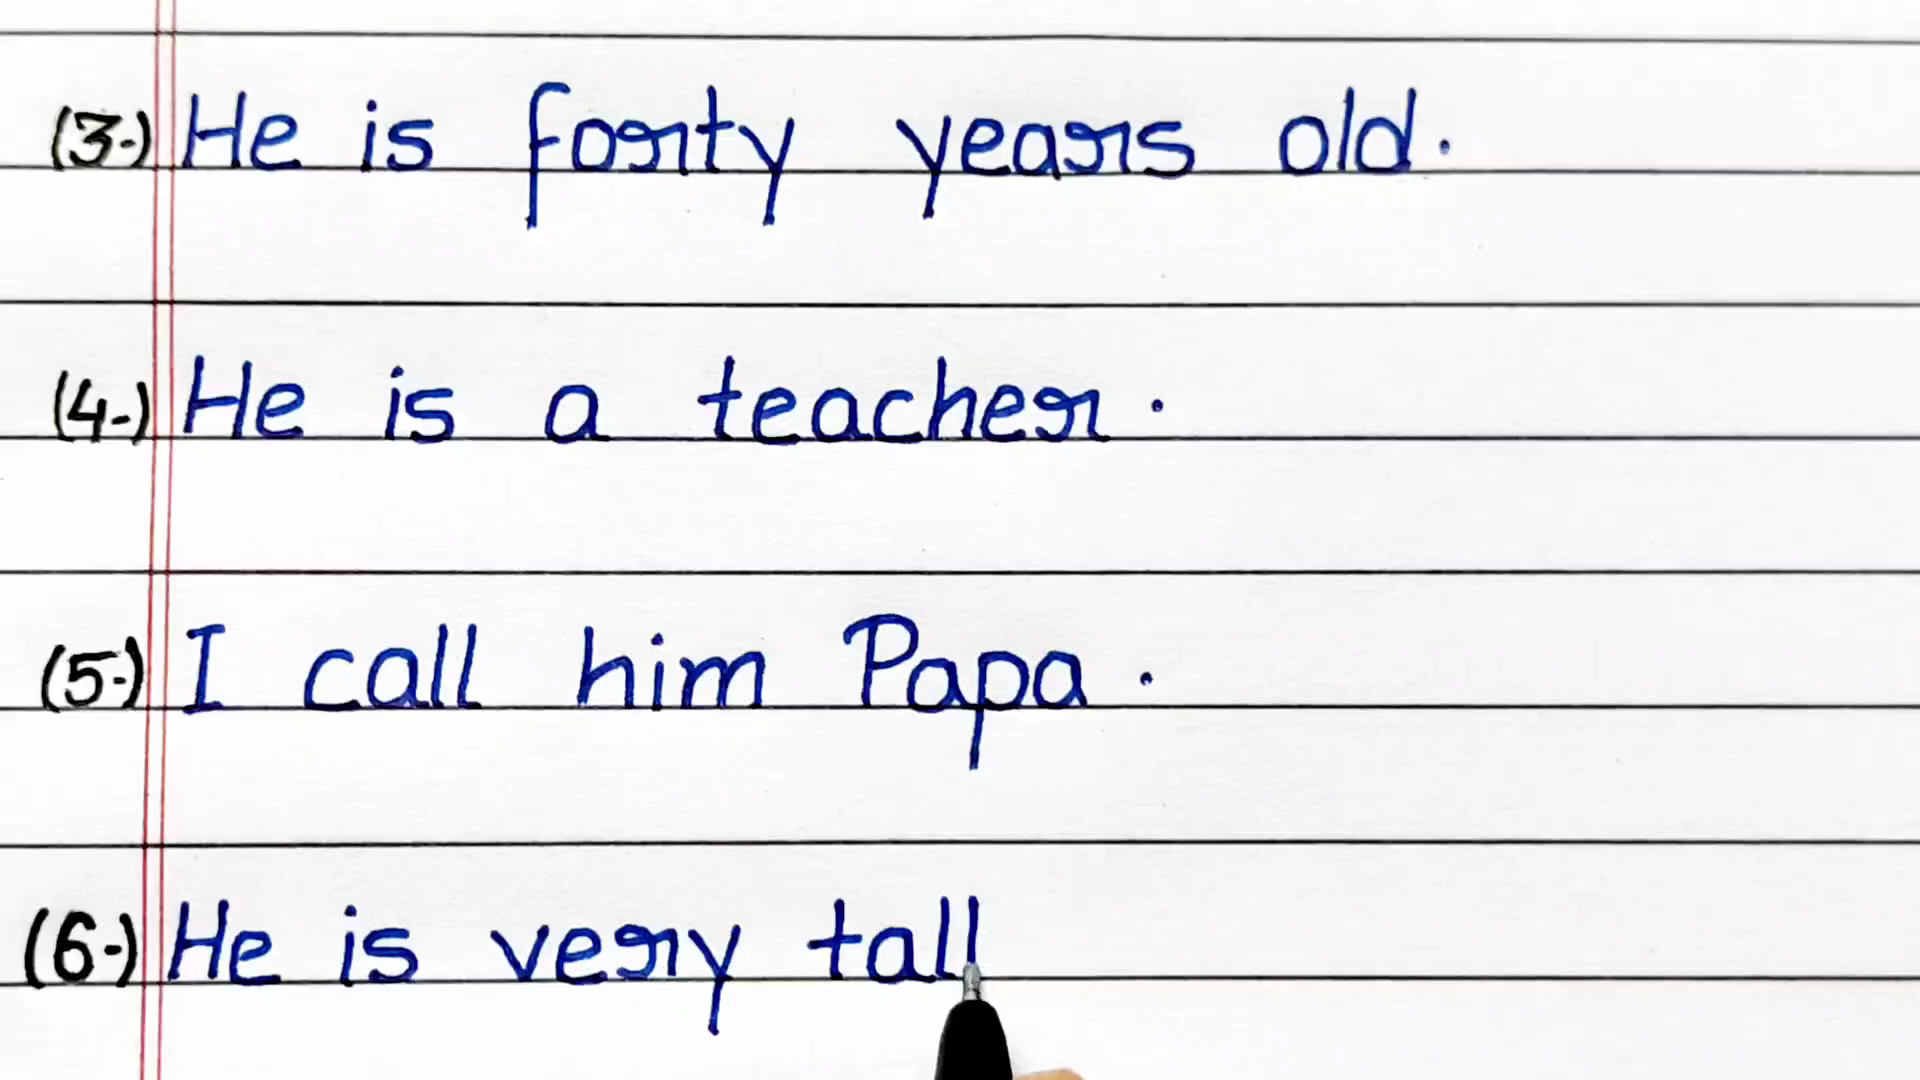 (3.) He is forty years old.
(4.) He is a teacher.
(5.) I call him Papa.
(6.) He is very tall